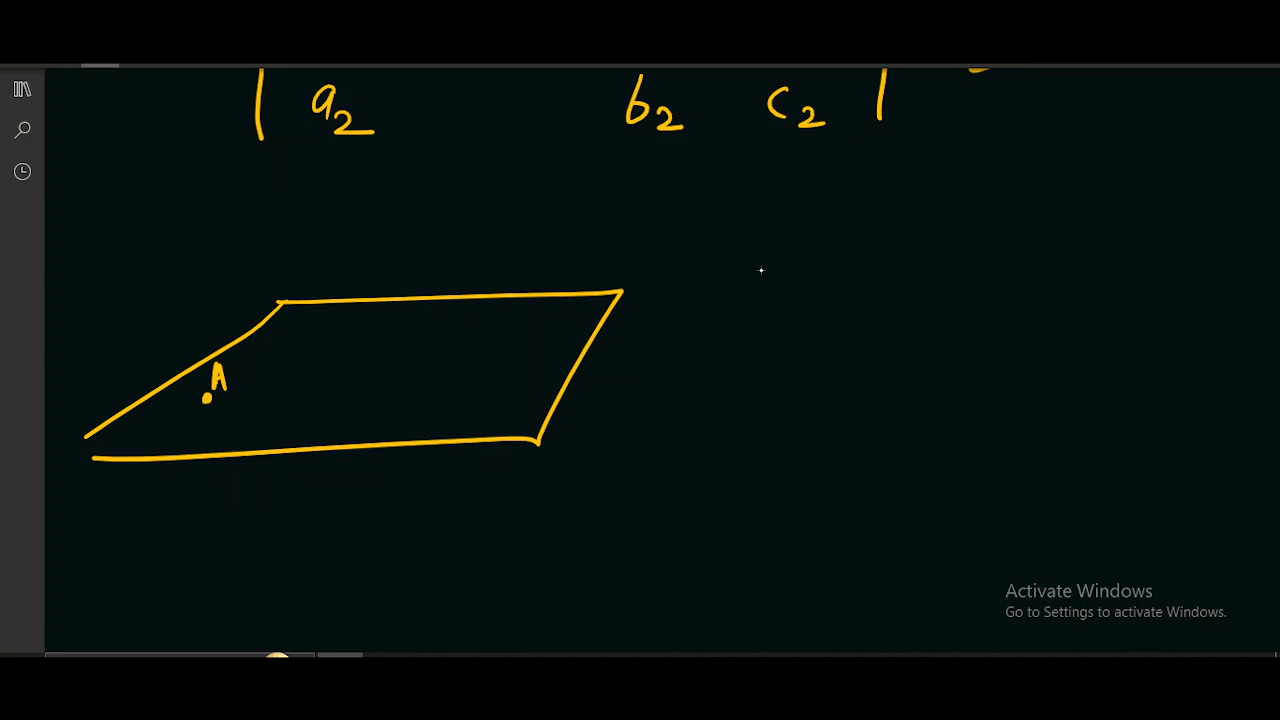 | a₂ b₂ c₂ |
A
Activate Windows
Go to Settings to activate Windows.